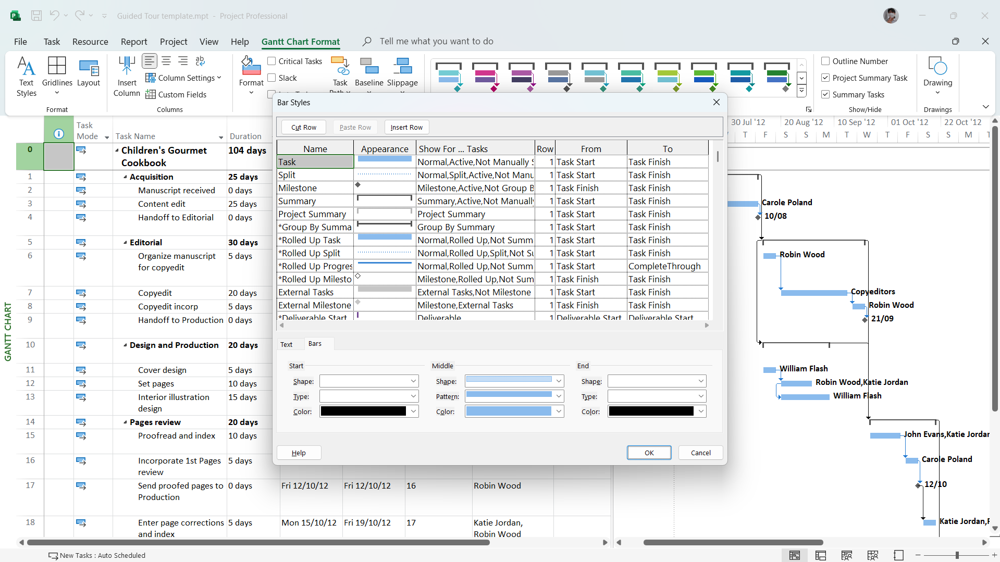 Guided Tour template.mpt - Project Professional
File Task Resource Report Project View Help Gantt Chart Format Tell me what you want to do
Text Styles
Gridlines
Layout
Format
Insert Column
Column Settings
Custom Fields
Columns
Format
Critical Tasks
Slack
Task
Baseline
Slippage
Outline Number
Project Summary Task
Summary Tasks
Show/Hide
Drawing
Drawings
Bar Styles
Cut Row Paste Row Insert Row
Name Appearance Show For ... Tasks Row From To
Task Normal,Active,Not Manually 1 Task Start Task Finish
Split Normal,Split,Active,Not Manu 1 Task Start Task Finish
Milestone Milestone,Active,Not Group B 1 Task Finish Task Finish
Summary Summary,Active,Not Manually 1 Task Start Task Finish
Project Summary Project Summary 1 Task Start Task Finish
*Group By Summa Group By Summary 1 Task Start Task Finish
*Rolled Up Task Normal,Rolled Up,Not Summ 1 Task Start Task Finish
*Rolled Up Split Normal,Rolled Up,Split,Not Su 1 Task Start Task Finish
*Rolled Up Progres Normal,Rolled Up,Not Summ 1 Task Start CompleteThrough
*Rolled Up Milesto Milestone,Rolled Up,Not Sum 1 Task Finish Task Finish
External Tasks External Tasks,Not Milestone 1 Task Start Task Finish
External Milestone Milestone,External Tasks 1 Task Finish Task Finish
*Deliverable Start Deliverable 1 Deliverable Start Deliverable Start
Text Bars
Start Middle End
Shape: Shape: Shape:
Type: Pattern: Type:
Color: Color: Color:
Help OK Cancel
Task Mode
Task Name
Duration
0 Children's Gourmet Cookbook 104 days
1 Acquisition 25 days
2 Manuscript received 0 days
3 Content edit 25 days
4 Handoff to Editorial 0 days
5 Editorial 30 days
6 Organize manuscript for copyedit 5 days
7 Copyedit 20 days
8 Copyedit incorp 5 days
9 Handoff to Production 0 days
10 Design and Production 20 days
11 Cover design 5 days
12 Set pages 10 days
13 Interior illustration design 15 days
14 Pages review 20 days
15 Proofread and index 10 days
16 Incorporate 1st Pages review 5 days
17 Send proofed pages to Production 0 days Fri 12/10/12 Fri 12/10/12 16 Robin Wood
18 Enter page corrections and index 5 days Mon 15/10/12 Fri 19/10/12 17 Katie Jordan, Robin Wood
30 Jul '12 20 Aug '12 10 Sep '12 01 Oct '12 22 Oct '12
T F S S M T W T F S S M
Carole Poland
10/08
Robin Wood
Copyeditors
Robin Wood
21/09
William Flash
Robin Wood,Katie Jordan
William Flash
John Evans,Katie Jordan
Carole Poland
12/10
Katie Jordan,
GANTT CHART
New Tasks : Auto Scheduled